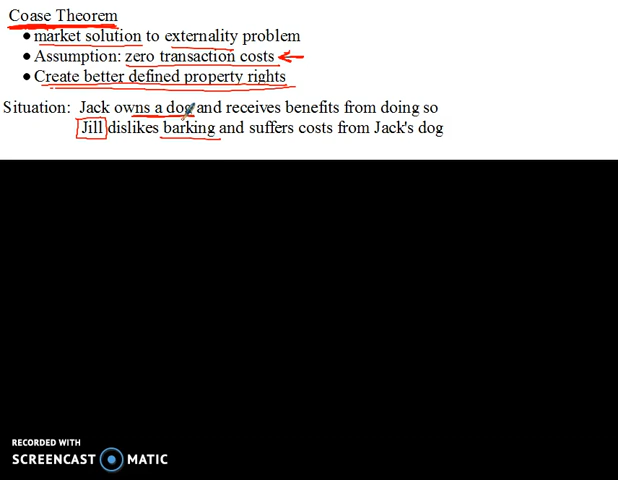 Coase Theorem
● market solution to externality problem
● Assumption: zero transaction costs
● Create better defined property rights
Situation: Jack owns a dog and receives benefits from doing so
Jill dislikes barking and suffers costs from Jack's dog
RECORDED WITH
SCREENCAST MATIC